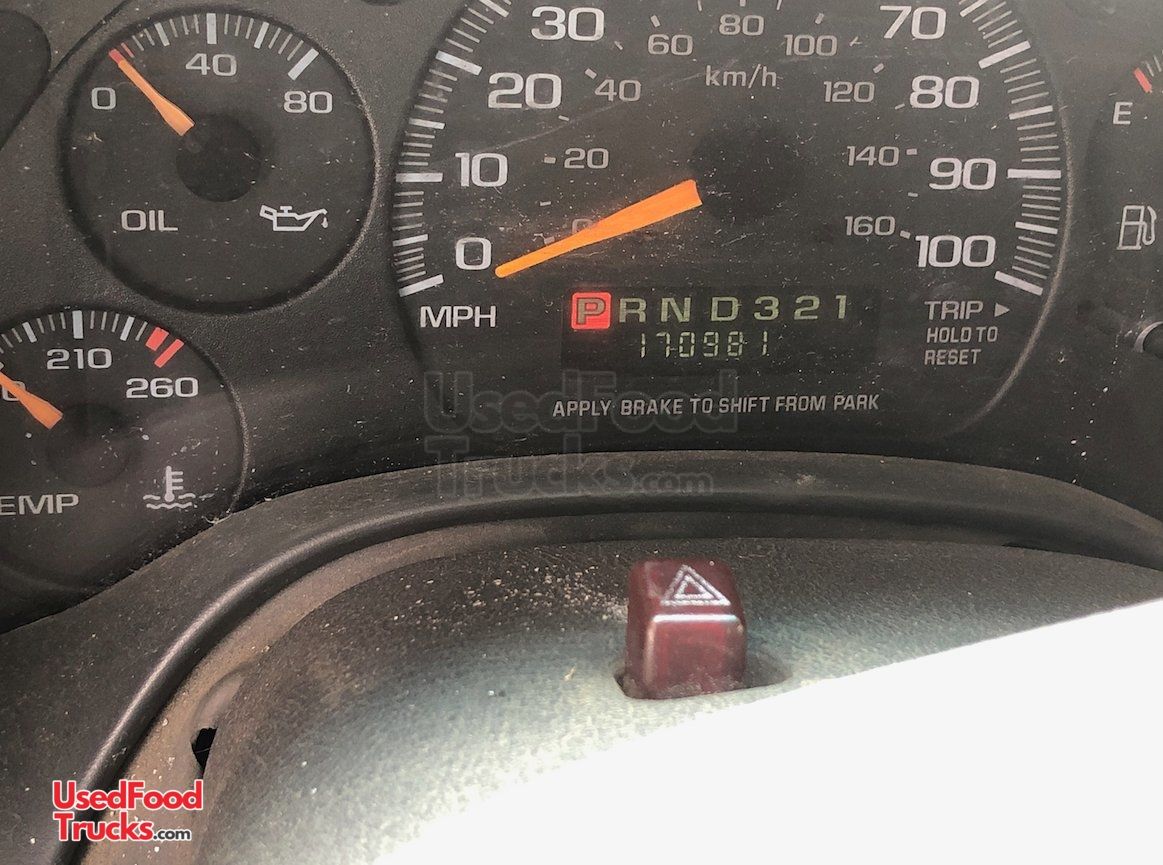 40
0
80
OIL
210
260
EMP
30
20
10
0
MPH
70
80
90
100
60
80
100
40
120
km/h
20
140
0
160
PRND321
170981
APPLY BRAKE TO SHIFT FROM PARK
TRIP ▸
HOLD TO
RESET
E
UsedFood
Trucks.com
UsedFood
Trucks.com